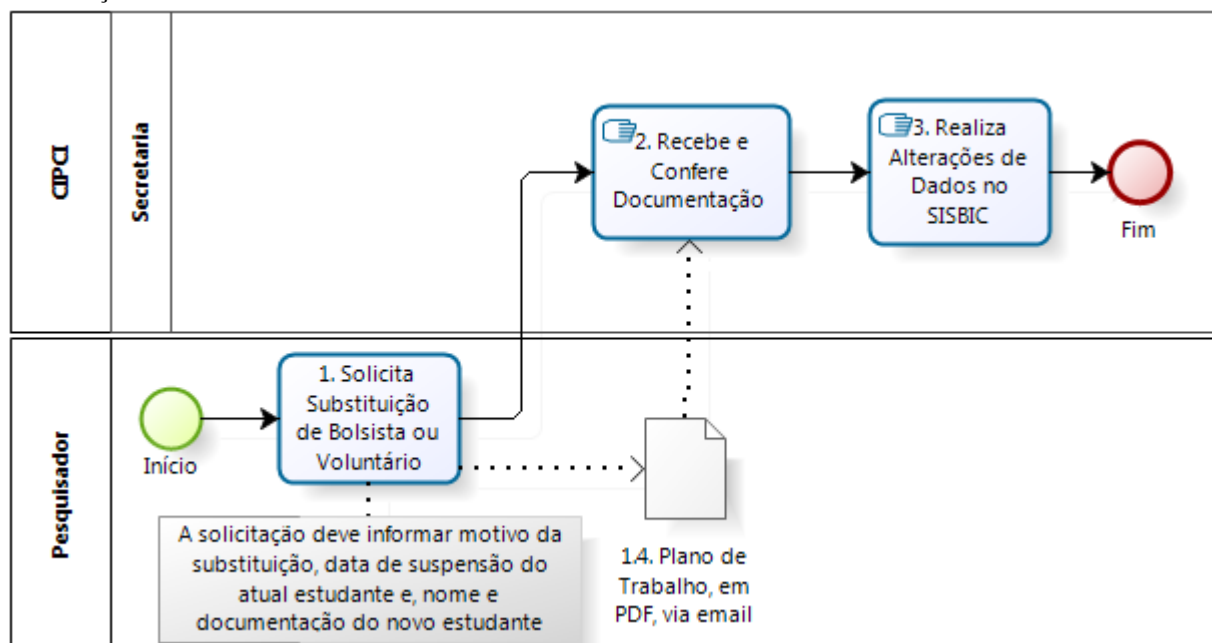 CIPCI
Secretaria
2. Recebe e
Confere
Documentação
3. Realiza
Alterações de
Dados no
SISBIC
Fim
Pesquisador
Início
1. Solicita
Substituição
de Bolsista ou
Voluntário
A solicitação deve informar motivo da
substituição, data de suspensão do
atual estudante e, nome e
documentação do novo estudante
1.4. Plano de
Trabalho, em
PDF, via email